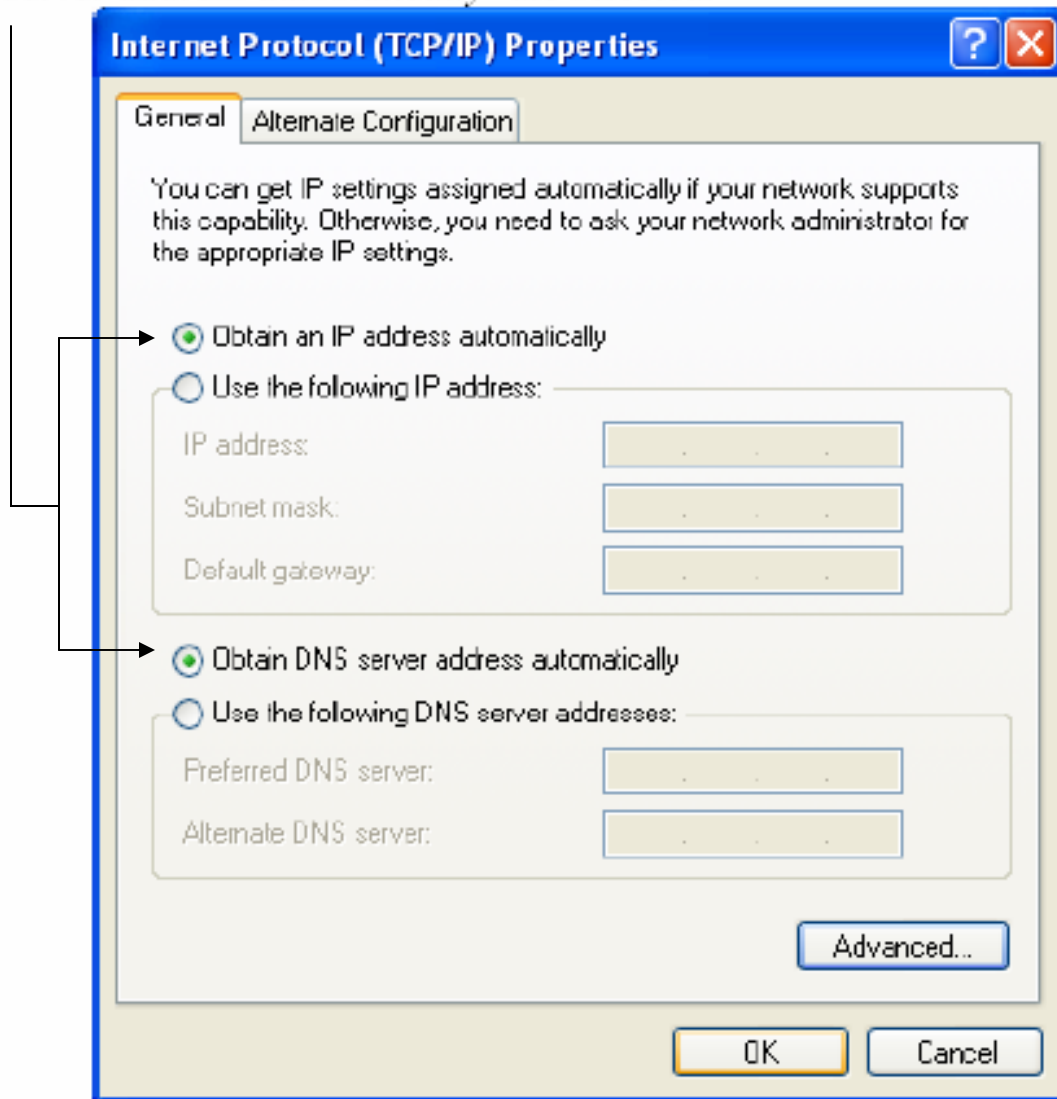 Internet Protocol (TCP/IP) Properties
General
Alternate Configuration
You can get IP settings assigned automatically if your network supports
this capability. Otherwise, you need to ask your network administrator for
the appropriate IP settings.
Obtain an IP address automatically
Use the following IP address:
IP address:
Subnet mask:
Default gateway:
Obtain DNS server address automatically
Use the following DNS server addresses:
Preferred DNS server:
Alternate DNS server:
Advanced...
OK
Cancel